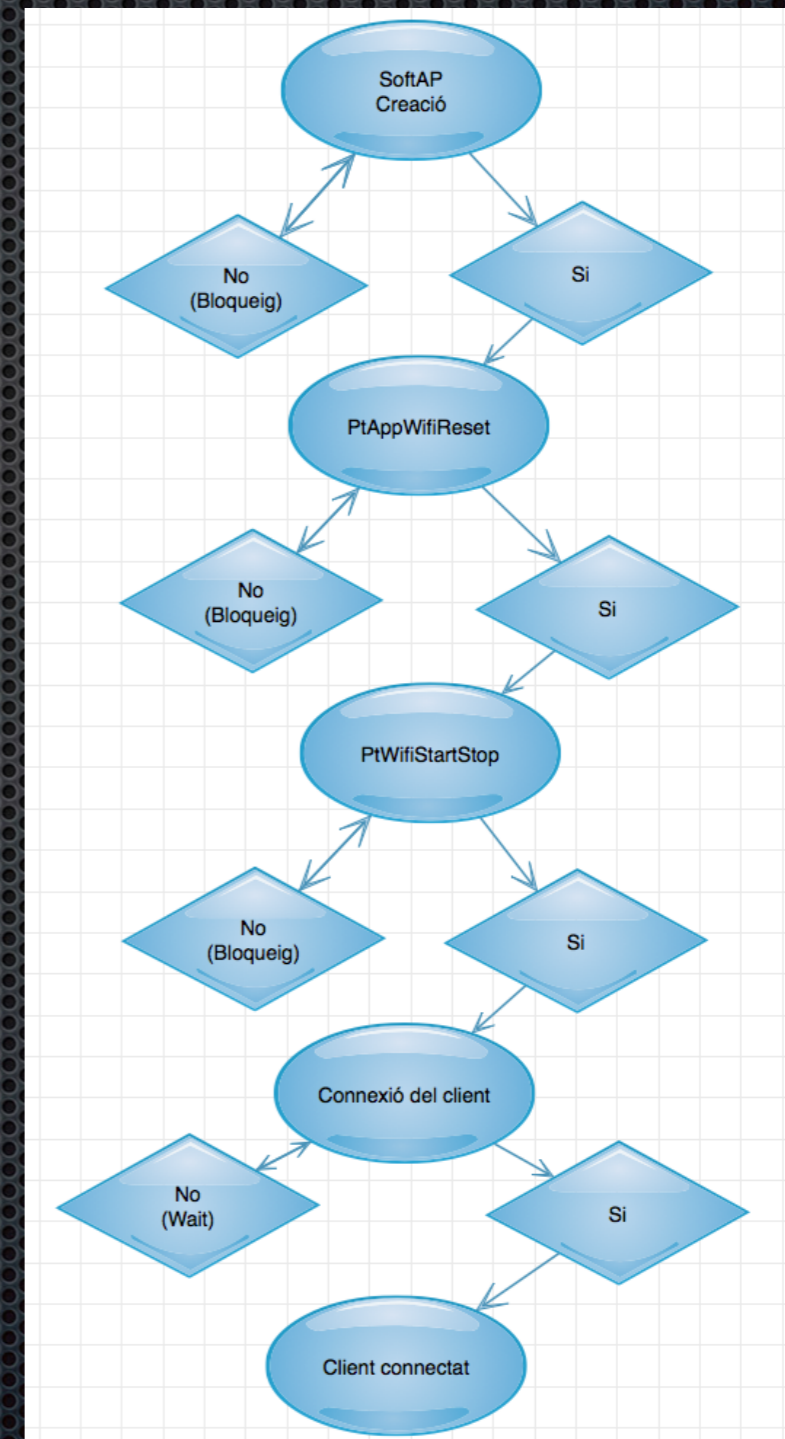 SoftAP
Creació
No
(Bloqueig)
Si
PtAppWifiReset
No
(Bloqueig)
Si
PtWifiStartStop
No
(Bloqueig)
Si
Connexió del client
No
(Wait)
Si
Client connectat